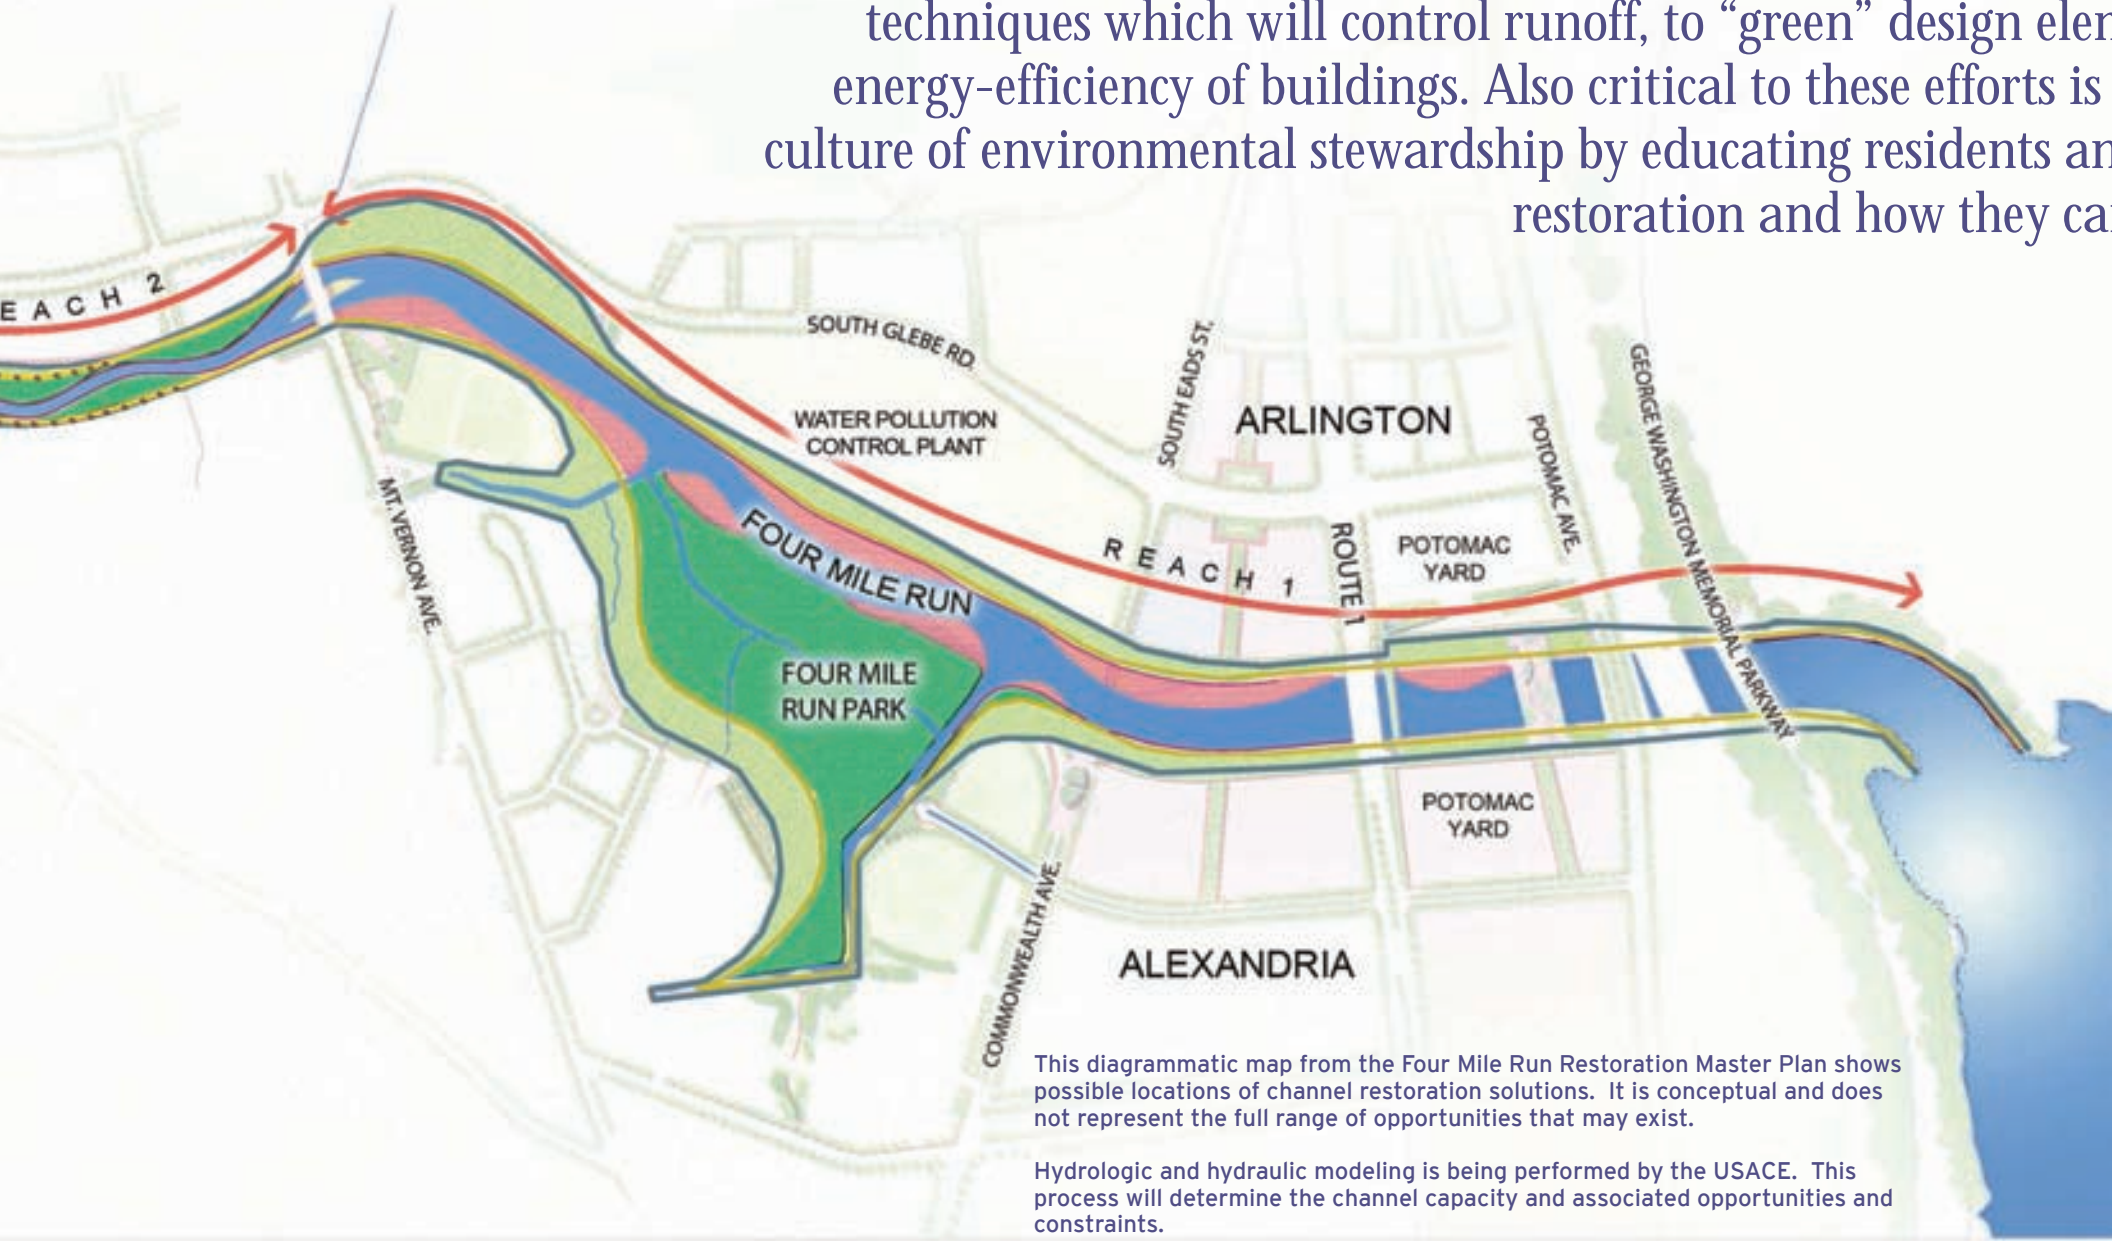 techniques which will control runoff, to “green” design
energy-efficiency of buildings. Also critical to these efforts is
culture of environmental stewardship by educating residents
restoration and how they
EACH 2
SOUTH GLEBE RD.
SOUTH EADS ST.
GEORGE WASHINGTON MEMORIAL PARKWAY
WATER POLLUTION
CONTROL PLANT
ARLINGTON
POTOMAC AVE.
MT. VERNON AVE.
FOUR MILE RUN
REACH 1
ROUTE 1
POTOMAC
YARD
FOUR MILE
RUN PARK
POTOMAC
YARD
COMMONWEALTH AVE.
ALEXANDRIA
This diagrammatic map from the Four Mile Run Restoration Master Plan shows
possible locations of channel restoration solutions.  It is conceptual and does
not represent the full range of opportunities that may exist.
Hydrologic and hydraulic modeling is being performed by the USACE.  This
process will determine the channel capacity and associated opportunities and
constraints.